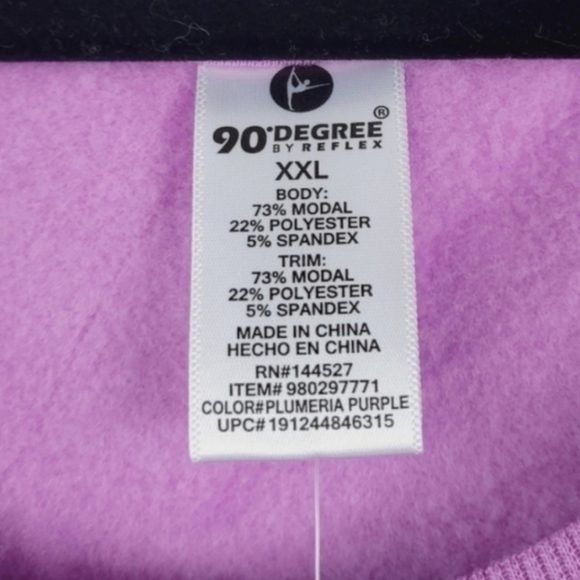 90°DEGREE®
BY REFLEX
XXL
BODY:
73% MODAL
22% POLYESTER
5% SPANDEX
TRIM:
73% MODAL
22% POLYESTER
5% SPANDEX
MADE IN CHINA
HECHO EN CHINA
RN#144527
ITEM# 980297771
COLOR#PLUMERIA PURPLE
UPC# 191244846315